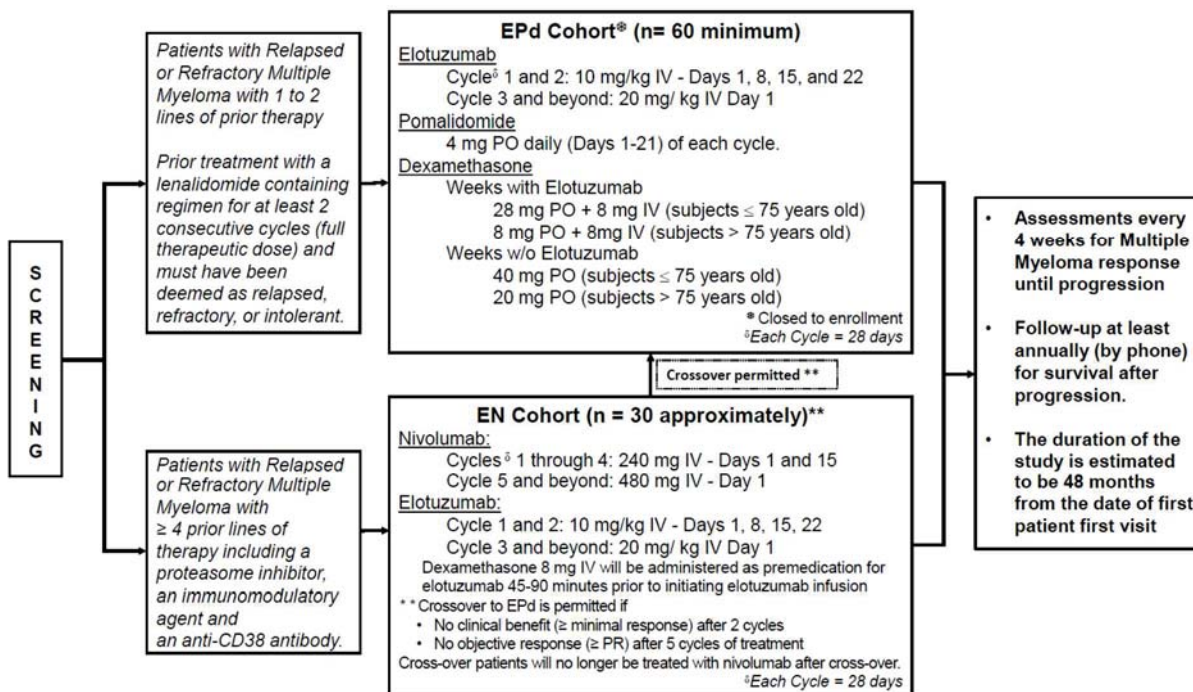 SCREENING
Patients with Relapsed
or Refractory Multiple
Myeloma with 1 to 2
lines of prior therapy
Prior treatment with a
lenalidomide containing
regimen for at least 2
consecutive cycles (full
therapeutic dose) and
must have been
deemed as relapsed,
refractory, or intolerant.
EPd Cohort* (n= 60 minimum)
Elotuzumab
Cycleδ 1 and 2: 10 mg/kg IV - Days 1, 8, 15, and 22
Cycle 3 and beyond: 20 mg/ kg IV Day 1
Pomalidomide
4 mg PO daily (Days 1-21) of each cycle.
Dexamethasone
Weeks with Elotuzumab
28 mg PO + 8 mg IV (subjects ≤ 75 years old)
8 mg PO + 8mg IV (subjects > 75 years old)
Weeks w/o Elotuzumab
40 mg PO (subjects ≤ 75 years old)
20 mg PO (subjects > 75 years old)
* Closed to enrollment
δEach Cycle = 28 days
Crossover permitted **
Patients with Relapsed
or Refractory Multiple
Myeloma with
≥ 4 prior lines of
therapy including a
proteasome inhibitor,
an immunomodulatory
agent and
an anti-CD38 antibody.
EN Cohort (n = 30 approximately)**
Nivolumab:
Cyclesδ 1 through 4: 240 mg IV - Days 1 and 15
Cycle 5 and beyond: 480 mg IV - Day 1
Elotuzumab:
Cycle 1 and 2: 10 mg/kg IV - Days 1, 8, 15, 22
Cycle 3 and beyond: 20 mg/ kg IV Day 1
Dexamethasone 8 mg IV will be administered as premedication for
elotuzumab 45-90 minutes prior to initiating elotuzumab infusion
** Crossover to EPd is permitted if
• No clinical benefit (≥ minimal response) after 2 cycles
• No objective response (≥ PR) after 5 cycles of treatment
Cross-over patients will no longer be treated with nivolumab after cross-over.
δEach Cycle = 28 days
• Assessments every
4 weeks for Multiple
Myeloma response
until progression
• Follow-up at least
annually (by phone)
for survival after
progression.
• The duration of the
study is estimated
to be 48 months
from the date of first
patient first visit